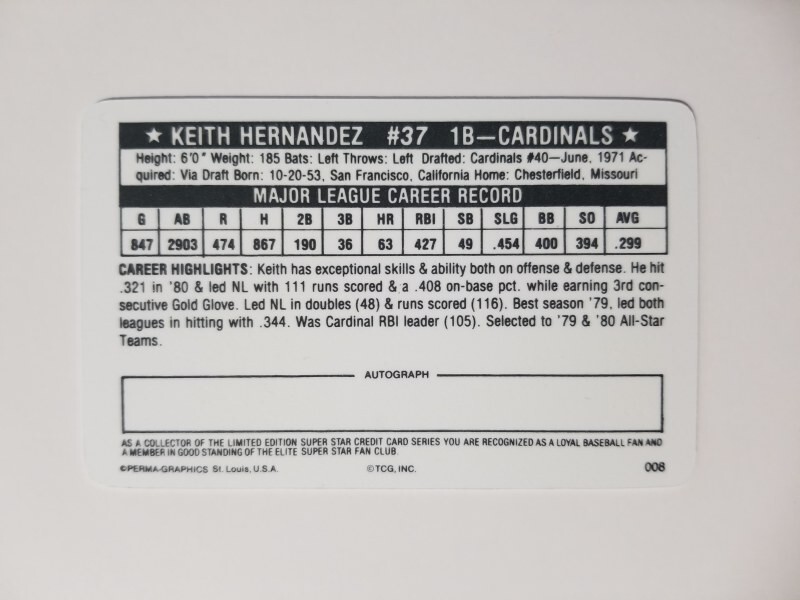 ★ KEITH HERNANDEZ #37 1B—CARDINALS ★
Height: 6'0" Weight: 185 Bats: Left Throws: Left Drafted: Cardinals #40—June, 1971 Ac-
quired: Via Draft Born: 10-20-53, San Francisco, California Home: Chesterfield, Missouri
MAJOR LEAGUE CAREER RECORD
G AB R H 2B 3B HR RBI SB SLG BB SO AVG
847 2903 474 867 190 36 63 427 49 .454 400 394 .299
CAREER HIGHLIGHTS: Keith has exceptional skills & ability both on offense & defense. He hit
.321 in '80 & led NL with 111 runs scored & a .408 on-base pct. while earning 3rd con-
secutive Gold Glove. Led NL in doubles (48) & runs scored (116). Best season '79, led both
leagues in hitting with .344. Was Cardinal RBI leader (105). Selected to '79 & '80 All-Star
Teams.
AUTOGRAPH
AS A COLLECTOR OF THE LIMITED EDITION SUPER STAR CREDIT CARD SERIES YOU ARE RECOGNIZED AS A LOYAL BASEBALL FAN AND
A MEMBER IN GOOD STANDING OF THE ELITE SUPER STAR FAN CLUB
©PERMA-GRAPHICS St. Louis, U.S.A. ©TCG, INC. 008